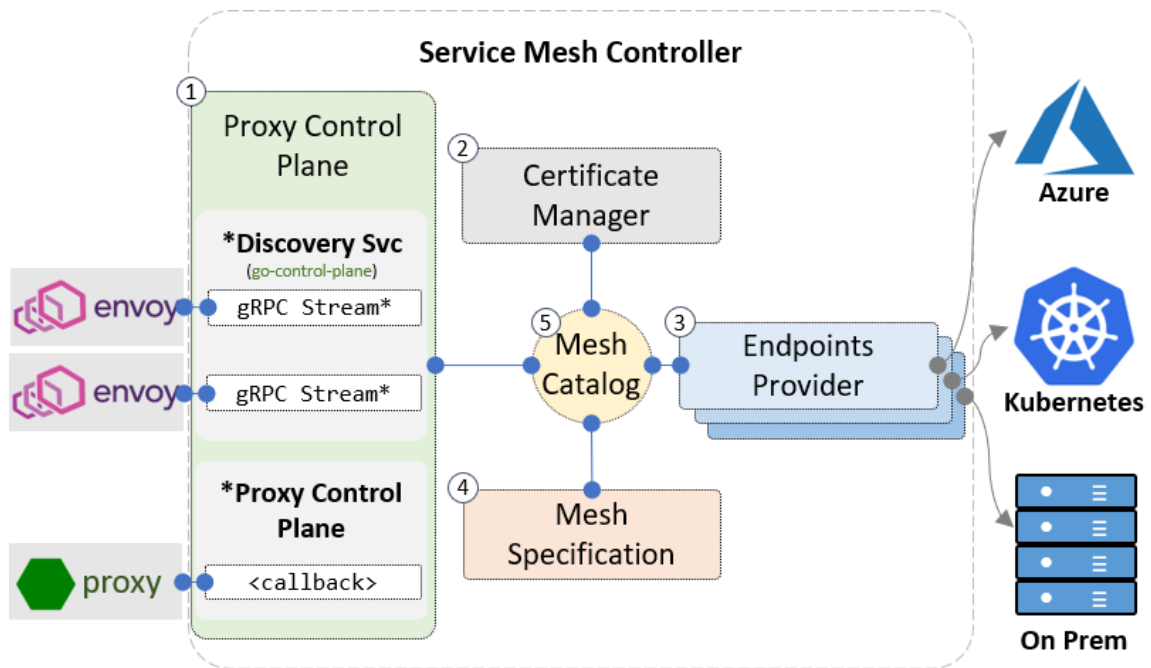 Service Mesh Controller
1
Proxy Control
Plane
*Discovery Svc
(go-control-plane)
envoy
gRPC Stream*
envoy
gRPC Stream*
*Proxy Control
Plane
proxy
<callback>
2
Certificate
Manager
5
Mesh
Catalog
3
Endpoints
Provider
4
Mesh
Specification
Azure
Kubernetes
On Prem